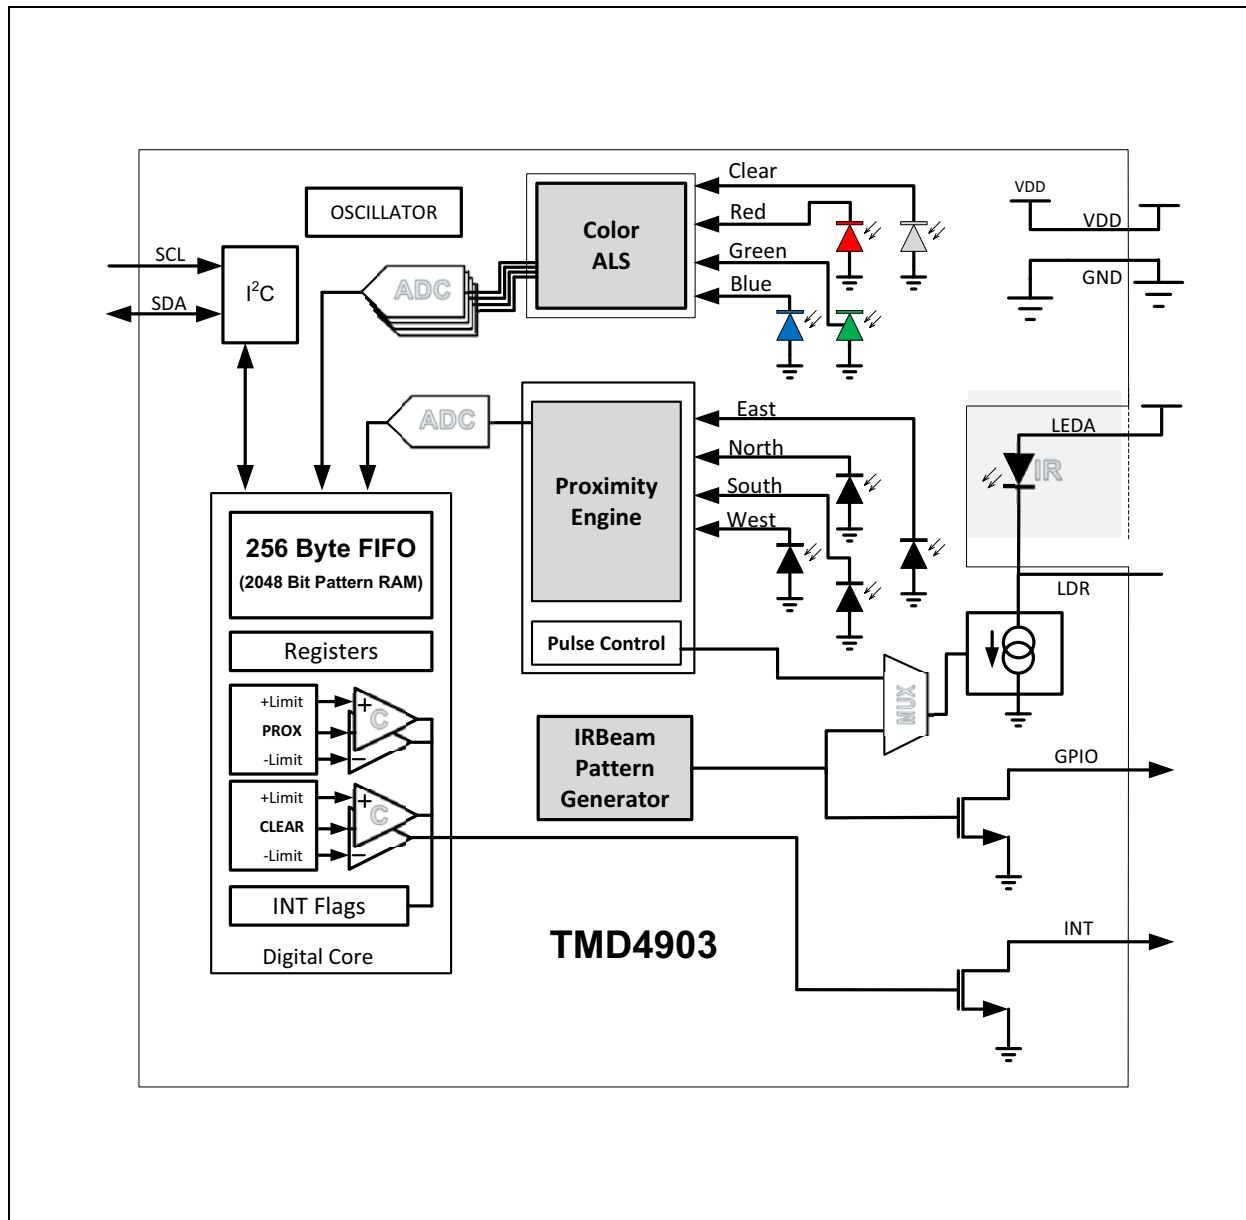 OSCILLATOR
SCL
SDA
I²C
ADC
Color
ALS
Clear
Red
Green
Blue
VDD
VDD
GND
ADC
Proximity
Engine
Pulse Control
East
North
South
West
LEDA
IR
LDR
256 Byte FIFO
(2048 Bit Pattern RAM)
Registers
+Limit
PROX
-Limit
+
C
−
+Limit
CLEAR
-Limit
+
C
−
INT Flags
Digital Core
IRBeam
Pattern
Generator
MUX
GPIO
INT
TMD4903